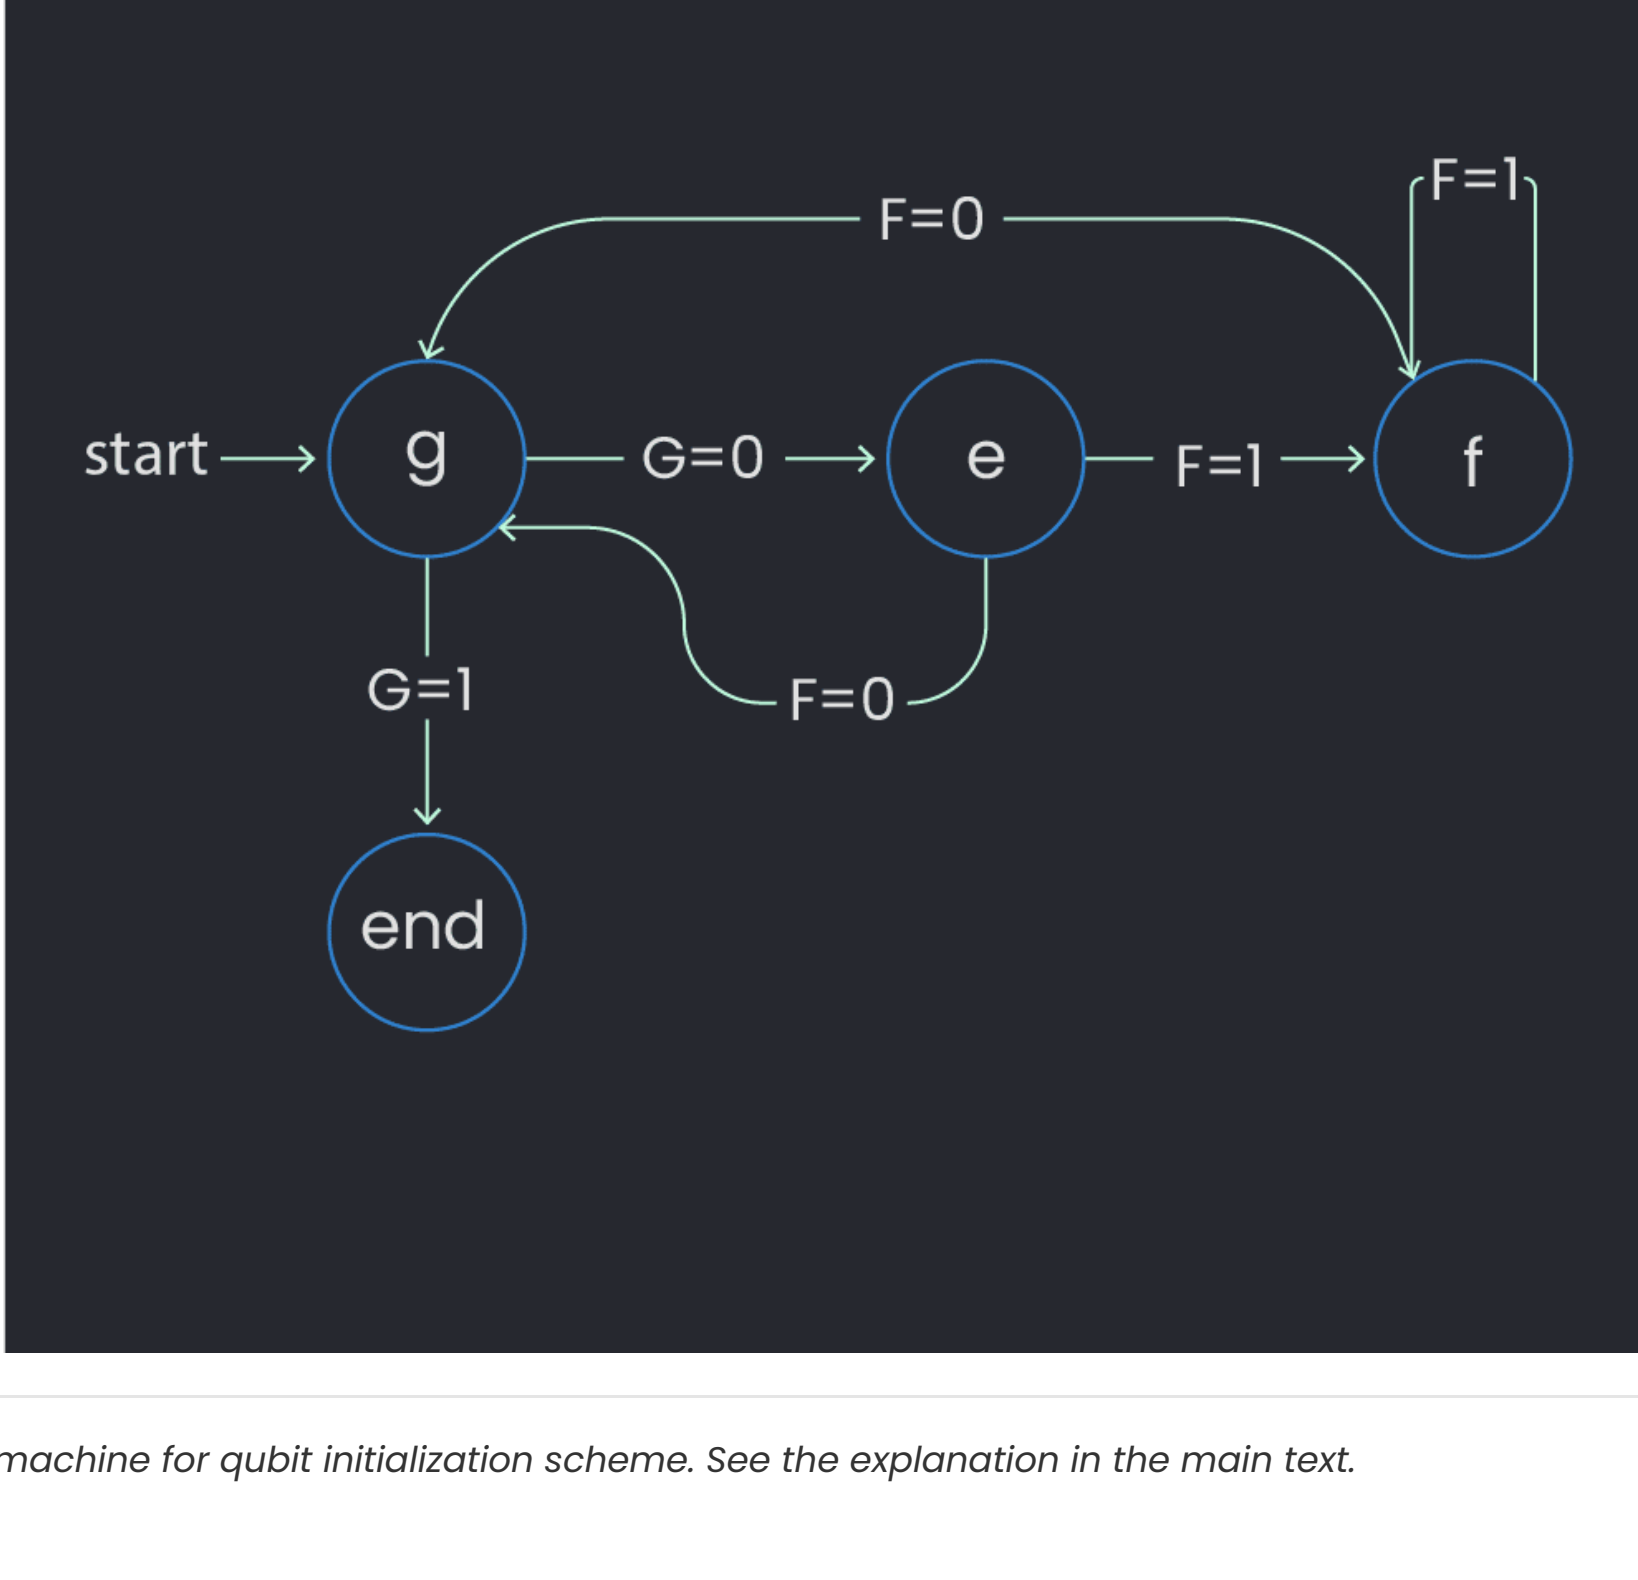 F=1
F=0
start
g
G=0
e
F=1
f
G=1
F=0
end
machine for qubit initialization scheme. See the explanation in the main text.